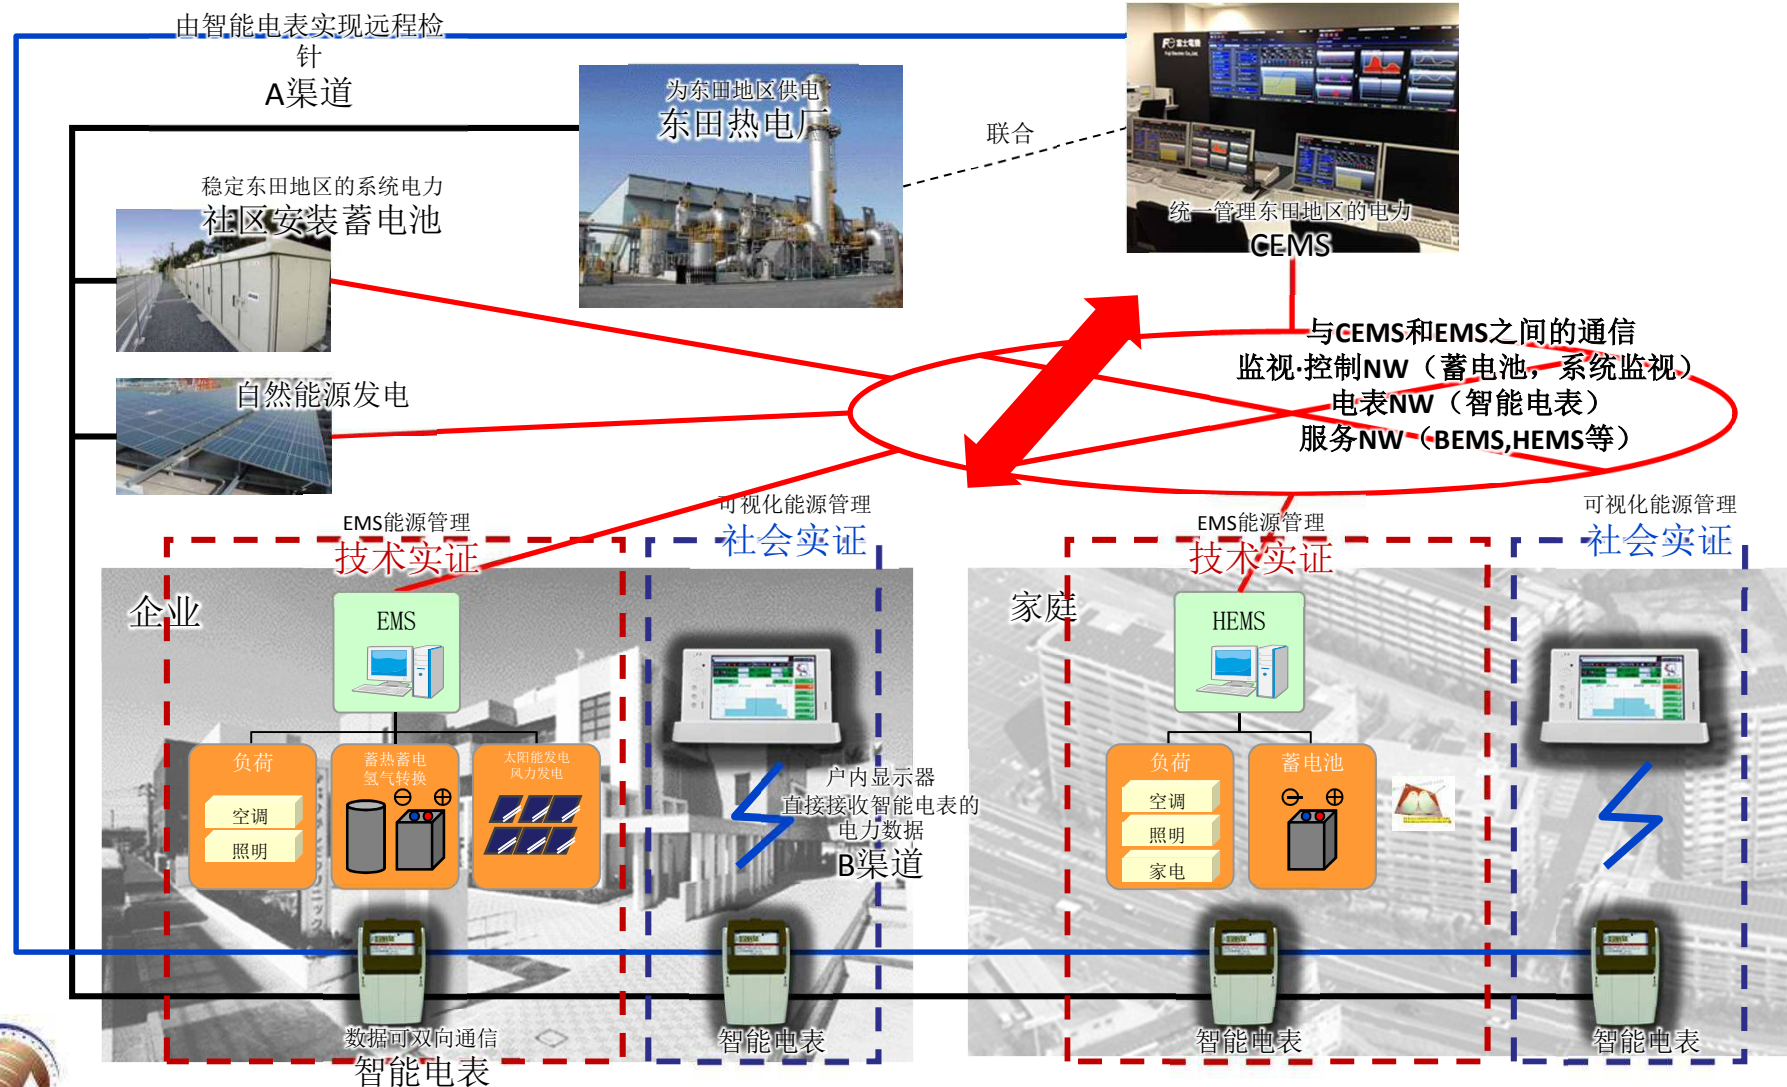 由智能电表实现远程检
针
A渠道
为东田地区供电
东田热电厂
联合
富士電機
Fuji Electric Co.,Ltd.
统一管理东田地区的电力
CEMS
稳定东田地区的系统电力
社区安装蓄电池
自然能源发电
与CEMS和EMS之间的通信
监视·控制NW（蓄电池，系统监视）
电表NW（智能电表）
服务NW（BEMS,HEMS等）
EMS能源管理
技术实证
可视化能源管理
社会实证
EMS能源管理
技术实证
可视化能源管理
社会实证
企业
EMS
负荷
空调
照明
蓄热蓄电
氢气转换
太阳能发电
风力发电
户内显示器
直接接收智能电表的
电力数据
B渠道
家庭
HEMS
负荷
空调
照明
家电
蓄电池
数据可双向通信
智能电表
智能电表
智能电表
智能电表